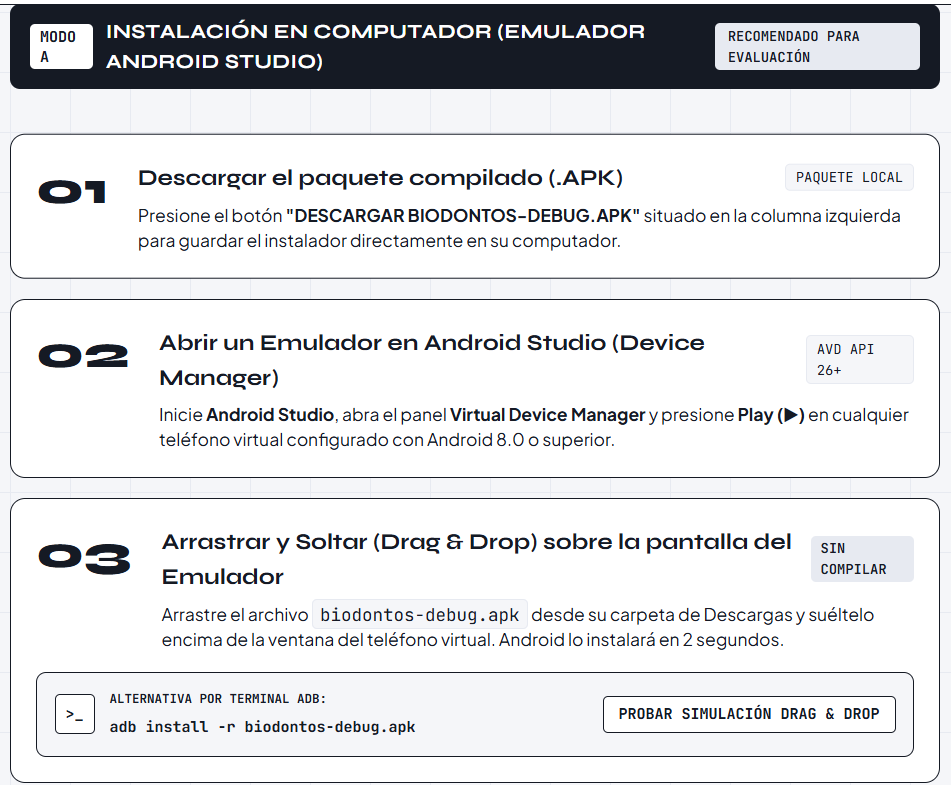 MODO
A
INSTALACIÓN EN COMPUTADOR (EMULADOR
ANDROID STUDIO)
RECOMENDADO PARA
EVALUACIÓN
01
Descargar el paquete compilado (.APK)
PAQUETE LOCAL
Presione el botón "DESCARGAR BIODONTOS-DEBUG.APK" situado en la columna izquierda
para guardar el instalador directamente en su computador.
02
Abrir un Emulador en Android Studio (Device
Manager)
AVD API
26+
Inicie Android Studio, abra el panel Virtual Device Manager y presione Play (▶) en cualquier
teléfono virtual configurado con Android 8.0 o superior.
03
Arrastrar y Soltar (Drag & Drop) sobre la pantalla del
Emulador
SIN
COMPILAR
Arrastre el archivo biodontos-debug.apk desde su carpeta de Descargas y suéltelo
encima de la ventana del teléfono virtual. Android lo instalará en 2 segundos.
>_
ALTERNATIVA POR TERMINAL ADB:
adb install -r biodontos-debug.apk
PROBAR SIMULACIÓN DRAG & DROP